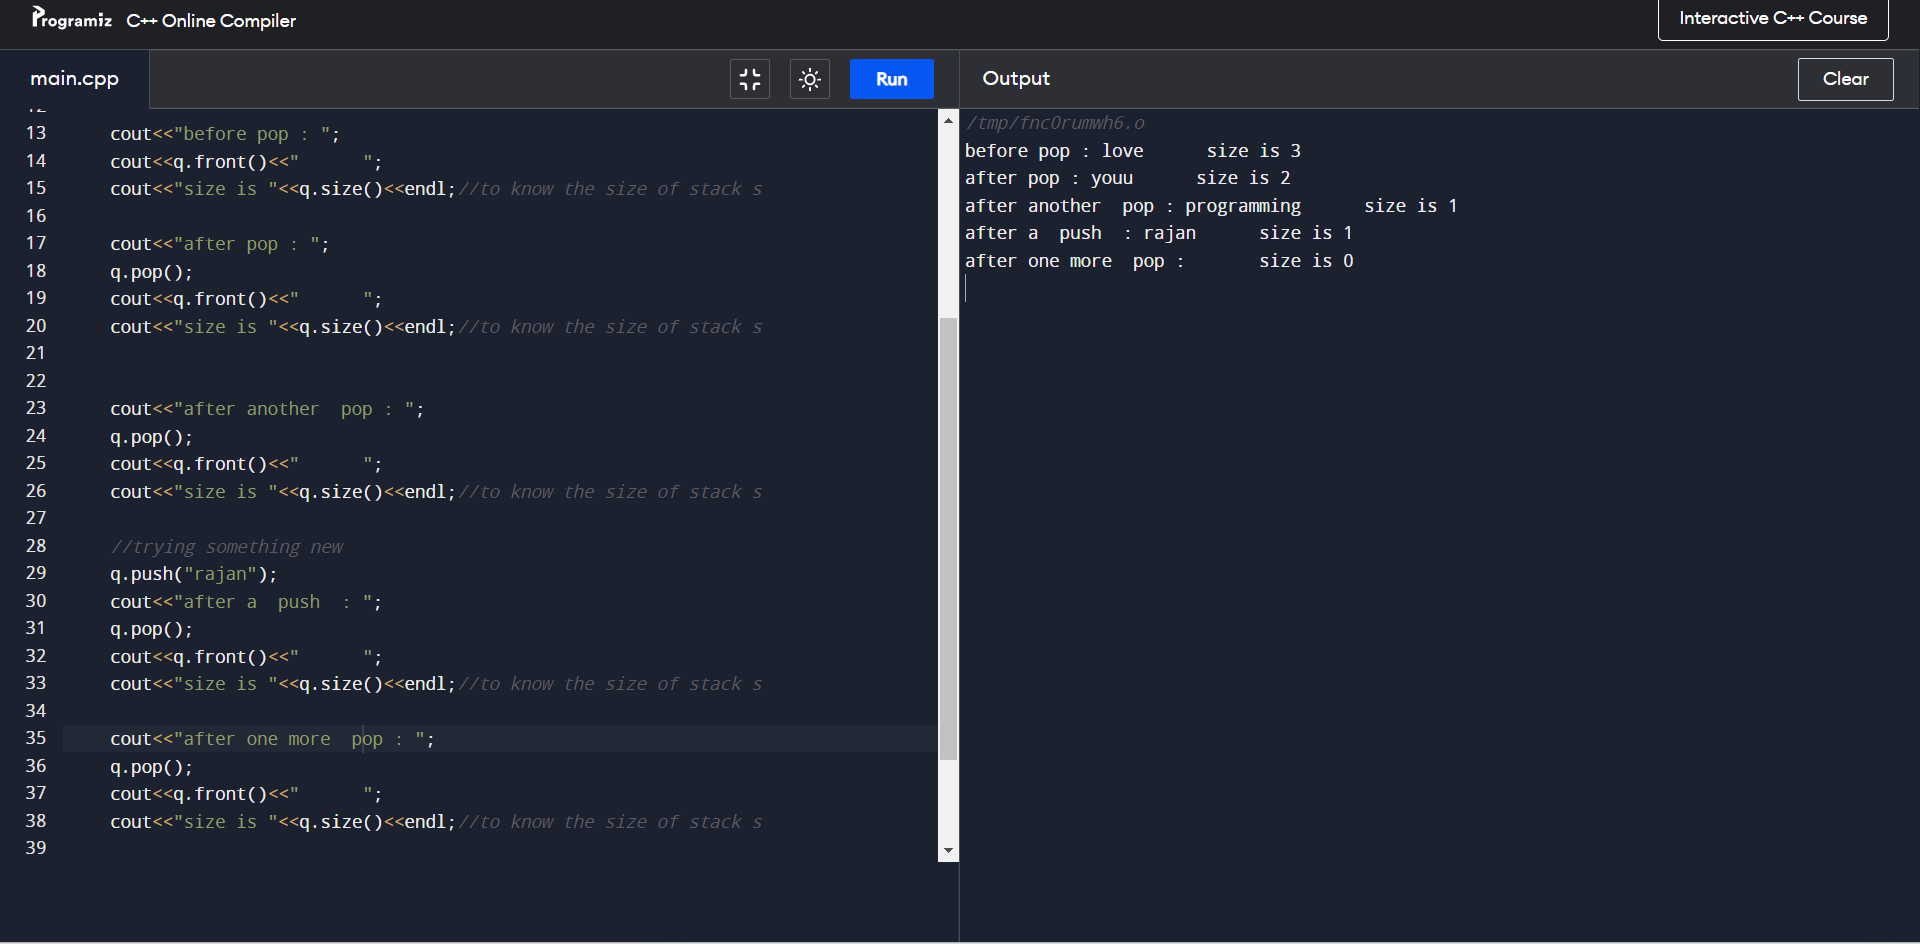 Programiz C++ Online Compiler Interactive C++ Course
main.cpp Run Output Clear
13 cout<<"before pop : ";
14 cout<<q.front()<<"      ";
15 cout<<"size is "<<q.size()<<endl;//to know the size of stack s
16
17 cout<<"after pop : ";
18 q.pop();
19 cout<<q.front()<<"      ";
20 cout<<"size is "<<q.size()<<endl;//to know the size of stack s
21
22
23 cout<<"after another  pop : ";
24 q.pop();
25 cout<<q.front()<<"      ";
26 cout<<"size is "<<q.size()<<endl;//to know the size of stack s
27
28 //trying something new
29 q.push("rajan");
30 cout<<"after a  push  : ";
31 q.pop();
32 cout<<q.front()<<"      ";
33 cout<<"size is "<<q.size()<<endl;//to know the size of stack s
34
35 cout<<"after one more  pop : ";
36 q.pop();
37 cout<<q.front()<<"      ";
38 cout<<"size is "<<q.size()<<endl;//to know the size of stack s
39
/tmp/fnc0rumwh6.o
before pop : love      size is 3
after pop : youu      size is 2
after another  pop : programming      size is 1
after a  push  : rajan      size is 1
after one more  pop :       size is 0